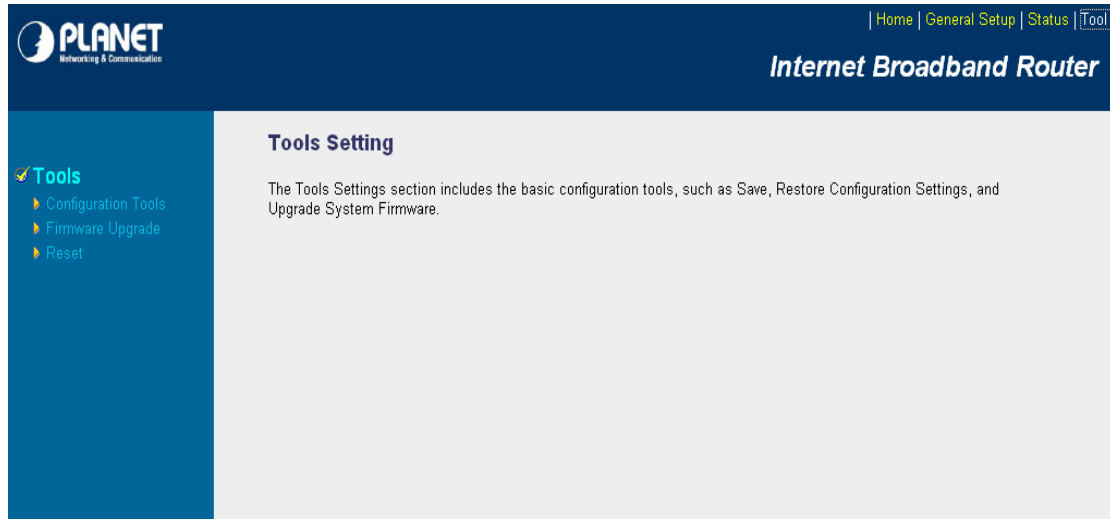 PLANET
Networking & Communication
| Home | General Setup | Status | Tool
Internet Broadband Router
Tools
Configuration Tools
Firmware Upgrade
Reset
Tools Setting
The Tools Settings section includes the basic configuration tools, such as Save, Restore Configuration Settings, and
Upgrade System Firmware.